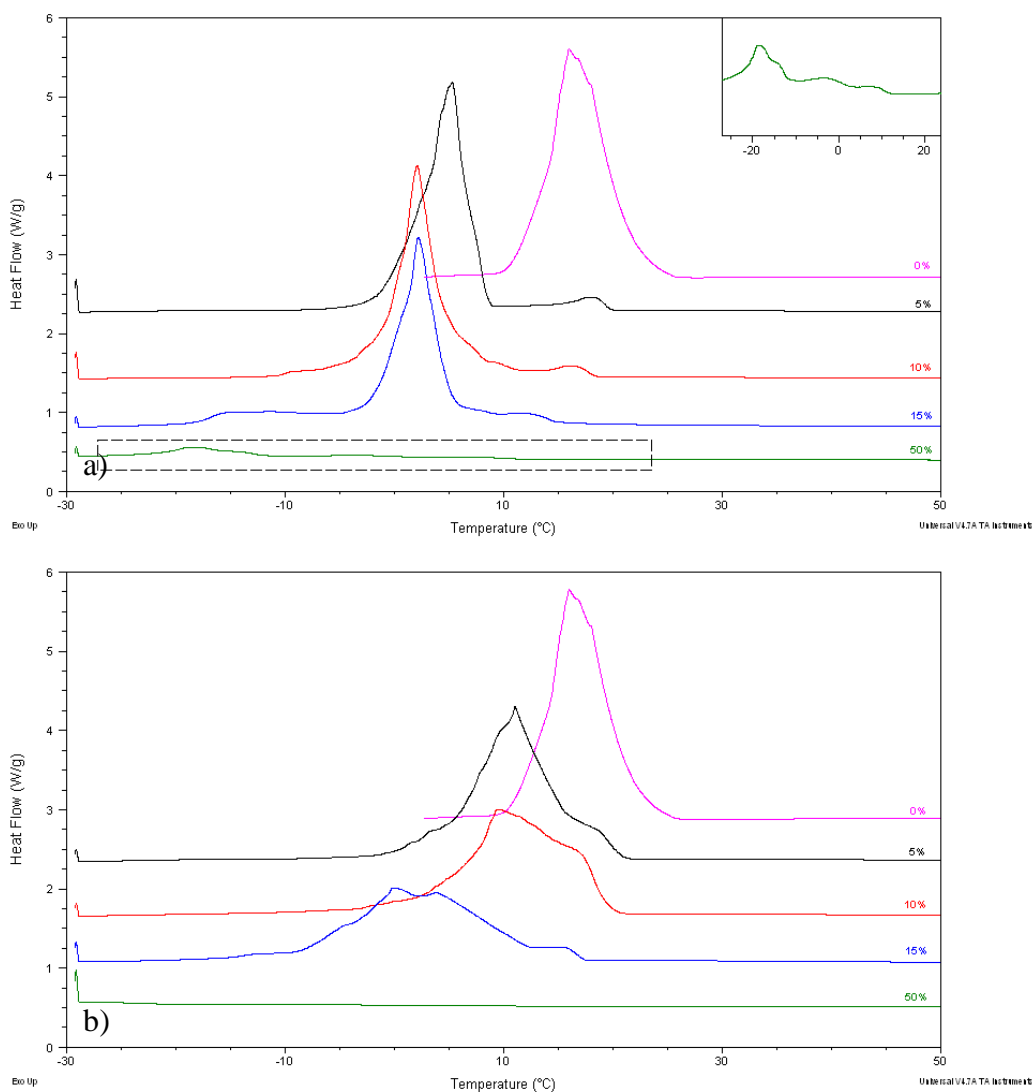 6
5
4
3
2
1
0
Heat Flow (W/g)
-20 0 20
0%
5%
10%
15%
50%
a)
-30 -10 10 30 50
Exo Up
Temperature (°C)
Universal V4.7A TA Instruments
6
5
4
3
2
1
0
Heat Flow (W/g)
0%
5%
10%
15%
50%
b)
-30 -10 10 30 50
Exo Up
Temperature (°C)
Universal V4.7A TA Instruments